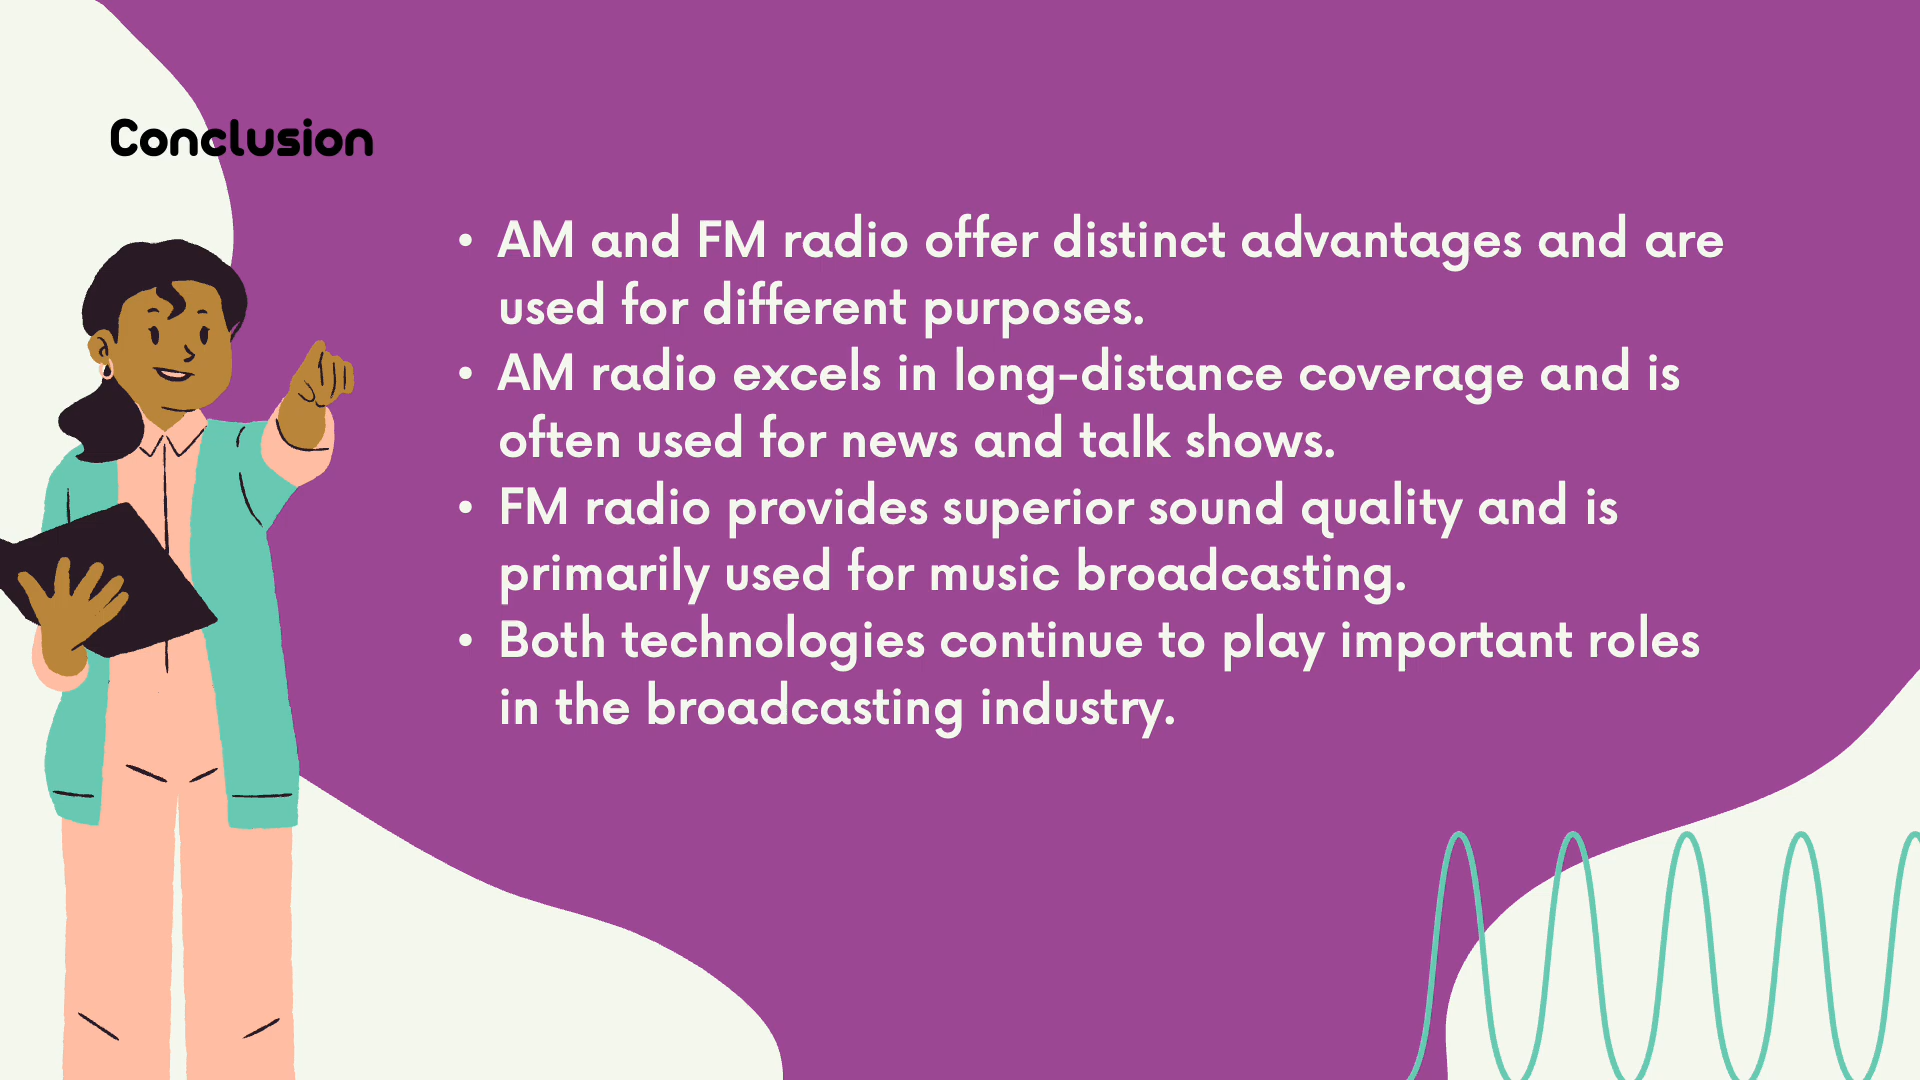 Conclusion
• AM and FM radio offer distinct advantages and are
used for different purposes.
• AM radio excels in long-distance coverage and is
often used for news and talk shows.
• FM radio provides superior sound quality and is
primarily used for music broadcasting.
• Both technologies continue to play important roles
in the broadcasting industry.